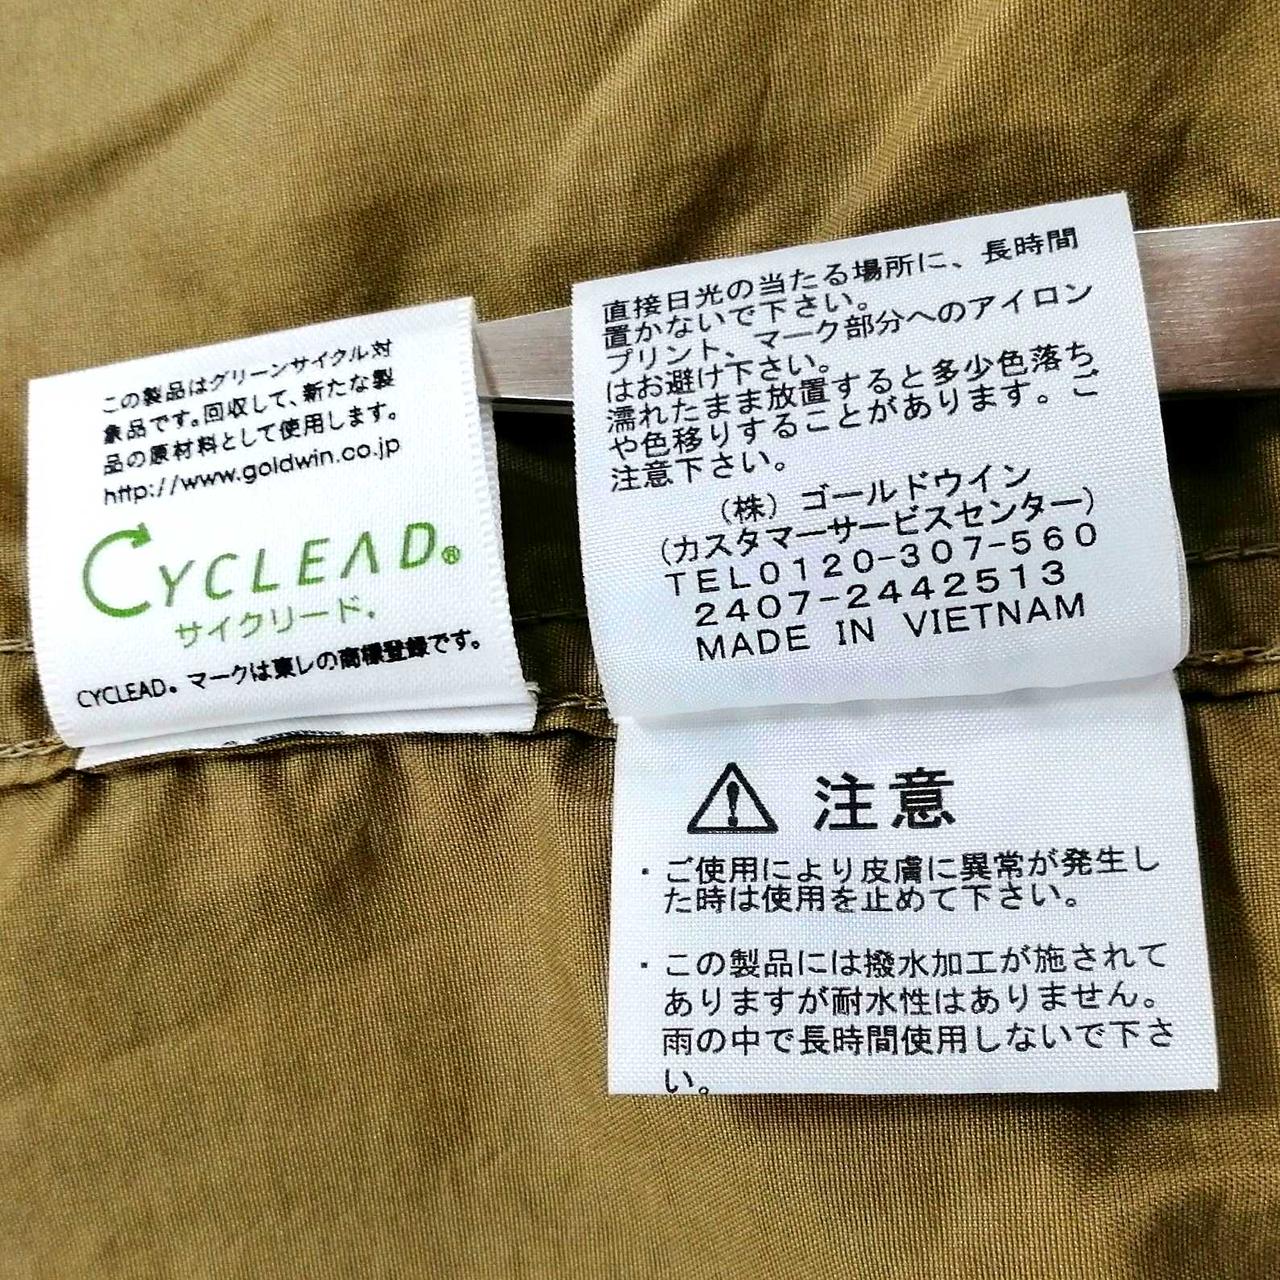 この製品はグリーンサイクル対
象品です。回収して、新たな製
品の原材料として使用します。
http://www.goldwin.co.jp
CYCLEAD®
サイクリード.
CYCLEAD。マークは東レの商標登録です。
直接日光の当たる場所に、長時間
置かないで下さい。
プリント、マーク部分へのアイロン
はお避け下さい。
濡れたまま放置すると多少色落ち
や色移りすることがあります。ご
注意下さい。
(株)ゴールドウイン
(カスタマーサービスセンター)
TEL0120-307-560
2407-2442513
MADE IN VIETNAM
注意
・ご使用により皮膚に異常が発生し
た時は使用を止めて下さい。
・この製品には撥水加工が施されて
ありますが耐水性はありません。
雨の中で長時間使用しないで下さ
い。